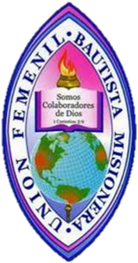 UNION FEMENIL • BAUTISTA MISIONERA •
Somos
Colaboradores
de Dios
1 Corintios 3:9